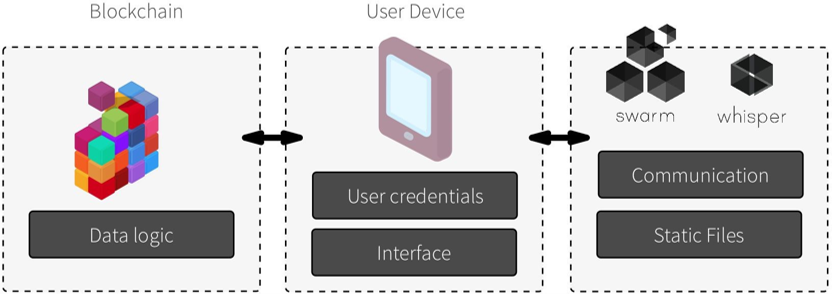 Blockchain
User Device
swarm
whisper
Data logic
User credentials
Interface
Communication
Static Files